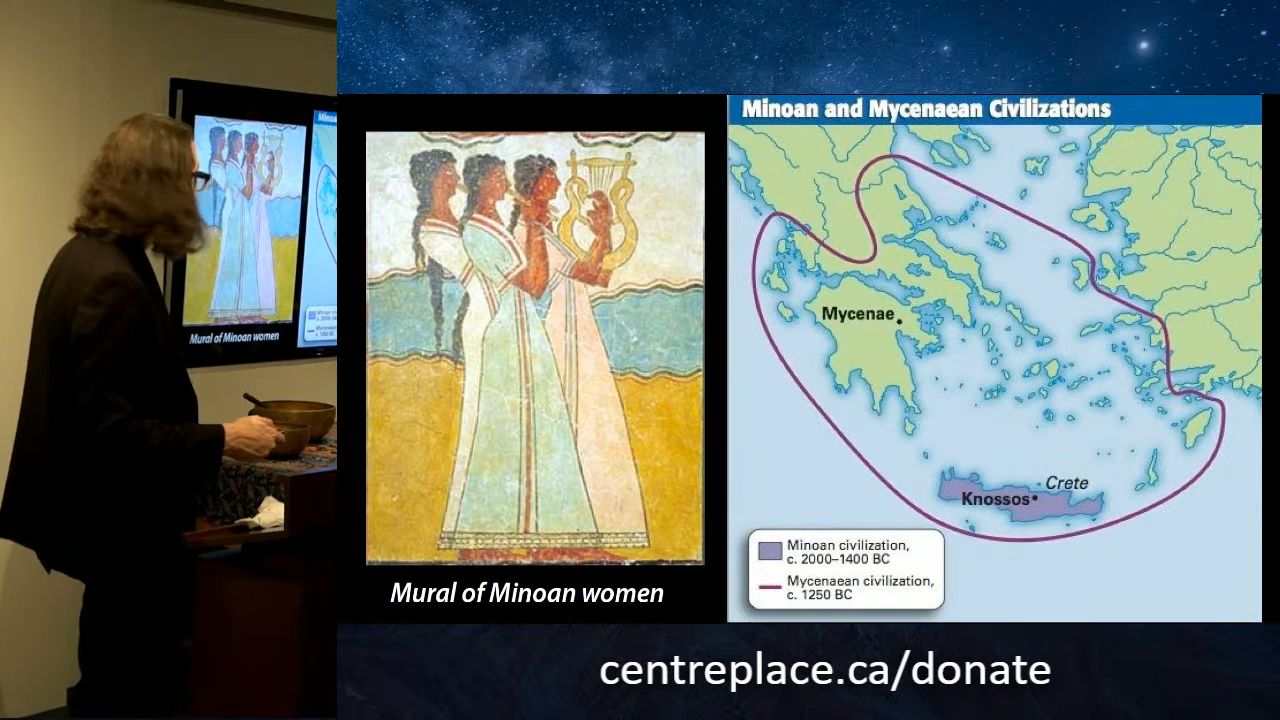 Minoan and Mycenaean Civilizations
Mycenae
Crete
Knossos
Minoan civilization,
c. 2000–1400 BC
Mycenaean civilization,
c. 1250 BC
Mural of Minoan women
Mural of Minoan women
centreplace.ca/donate